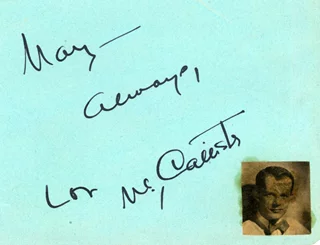 Mary —
Always,
Lon McCallister